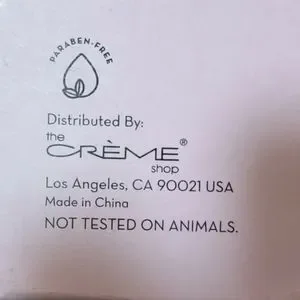 PARABEN-FREE
Distributed By:
the
CRÈME®
shop
Los Angeles, CA 90021 USA
Made in China
NOT TESTED ON ANIMALS.